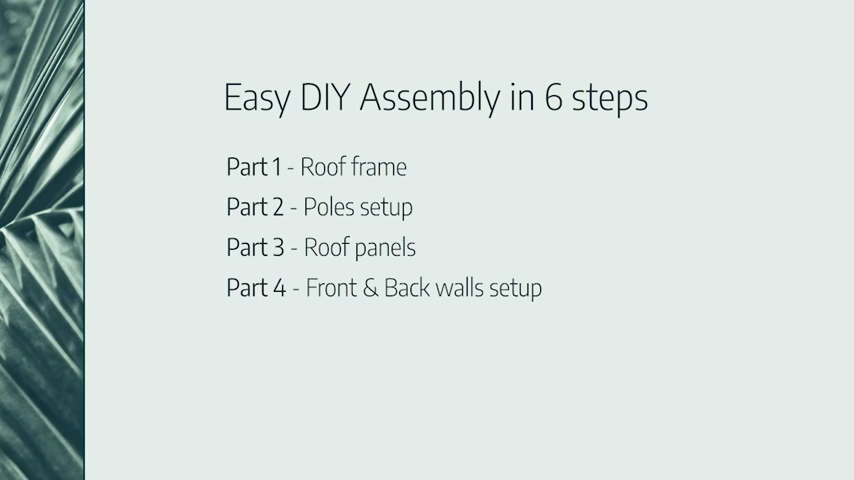 Easy DIY Assembly in 6 steps
Part 1 - Roof frame
Part 2 - Poles setup
Part 3 - Roof panels
Part 4 - Front & Back walls setup